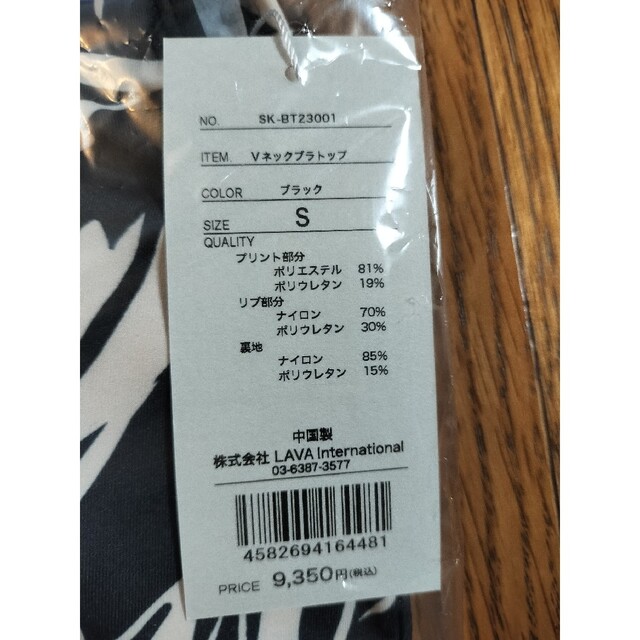 NO. SK-BT23001
ITEM. Vネックブラトップ
COLOR ブラック
SIZE S
QUALITY
プリント部分
ポリエステル 81%
ポリウレタン 19%
リブ部分
ナイロン 70%
ポリウレタン 30%
裏地
ナイロン 85%
ポリウレタン 15%
中国製
株式会社 LAVA International
03-6387-3577
4582694164481
PRICE 9,350円(税込)